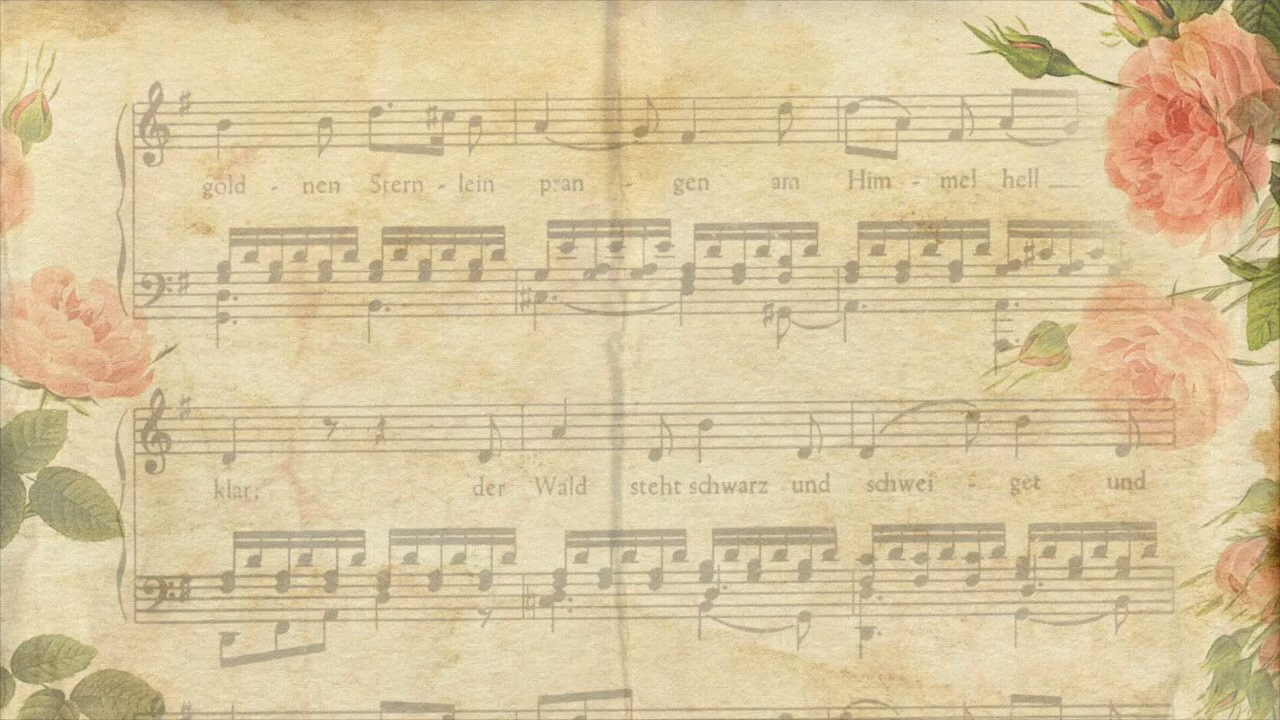 gold - nen Stern - lein pran - gen am Him - mel hell
klar; der Wald steht schwarz und schwei - get und